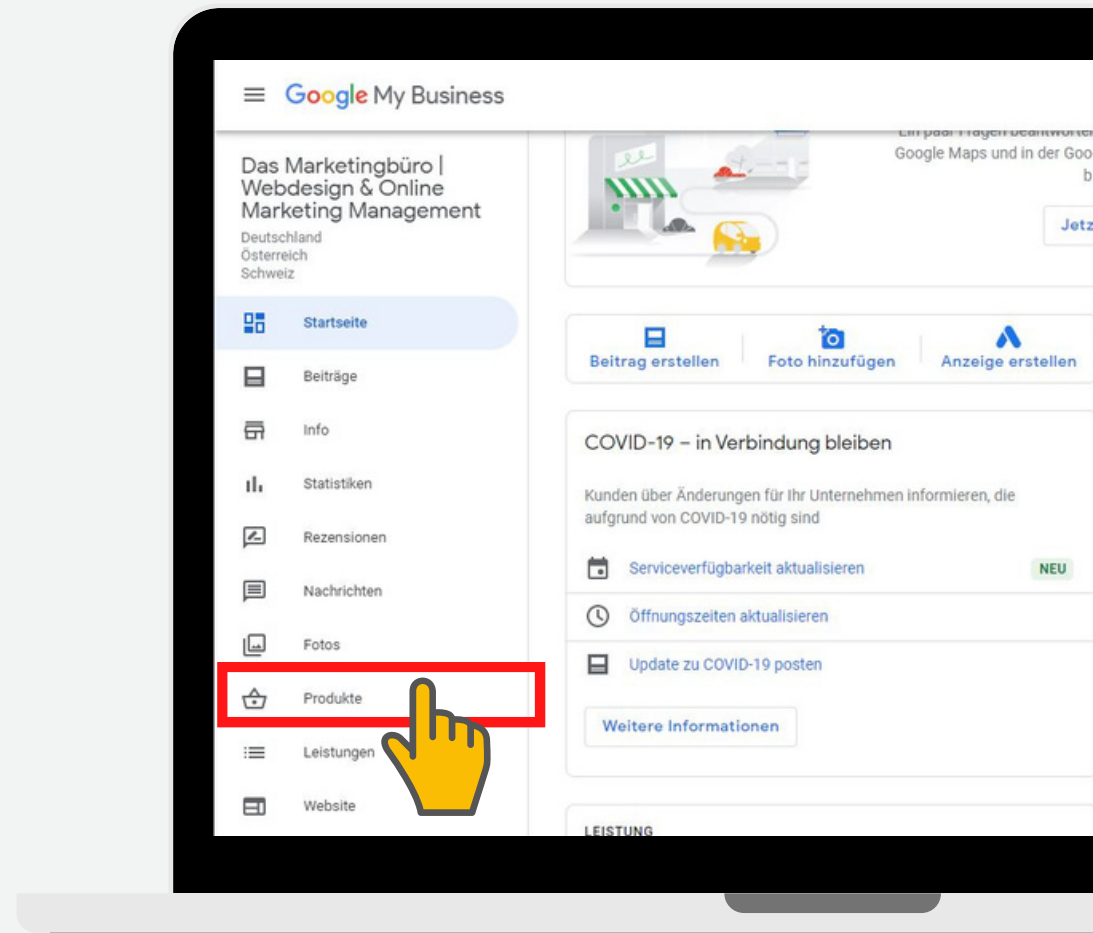 Google My Business
Das Marketingbüro |
Webdesign & Online
Marketing Management
Deutschland
Österreich
Schweiz
Startseite
Beiträge
Info
Statistiken
Rezensionen
Nachrichten
Fotos
Produkte
Leistungen
Website
Ein paar Fragen
Google Maps und in der
Beitrag erstellen
Foto hinzufügen
Anzeige erstellen
COVID-19 – in Verbindung bleiben
Kunden über Änderungen für Ihr Unternehmen informieren, die
aufgrund von COVID-19 nötig sind
Serviceverfügbarkeit aktualisieren NEU
Öffnungszeiten aktualisieren
Update zu COVID-19 posten
Weitere Informationen
LEISTUNG